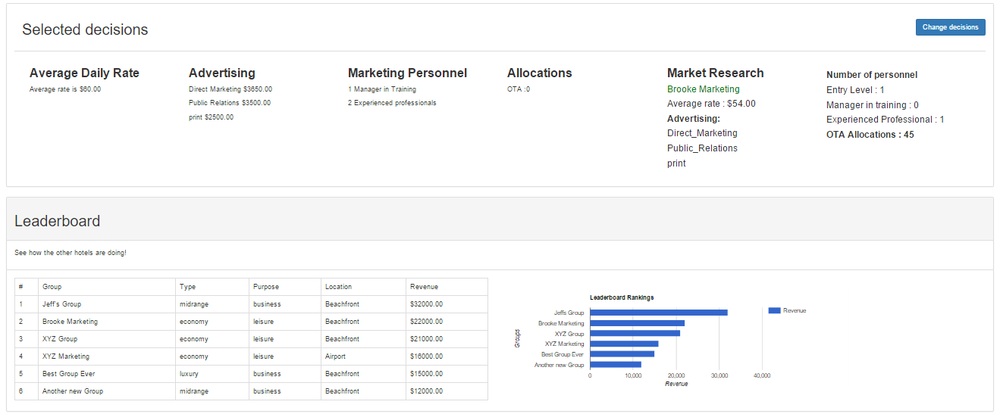 Selected decisions
Change decisions
Average Daily Rate
Average rate is $60.00
Advertising
Direct Marketing $3650.00
Public Relations $3500.00
print $2500.00
Marketing Personnel
1 Manager in Training
2 Experienced professionals
Allocations
OTA :0
Market Research
Brooke Marketing
Average rate : $54.00
Advertising:
Direct_Marketing
Public_Relations
print
Number of personnel
Entry Level : 1
Manager in training : 0
Experienced Professional : 1
OTA Allocations : 45
Leaderboard
See how the other hotels are doing!
# Group Type Purpose Location Revenue
1 Jeff's Group midrange business Beachfront $32000.00
2 Brooke Marketing economy leisure Beachfront $22000.00
3 XYZ Group economy leisure Beachfront $21000.00
4 XYZ Marketing economy leisure Airport $16000.00
5 Best Group Ever luxury business Beachfront $15000.00
6 Another new Group midrange business Beachfront $12000.00
Leaderboard Rankings
Groups
Jeffs Group
Brooke Marketing
XYZ Group
XYZ Marketing
Best Group Ever
Another new Group
0 10,000 20,000 30,000 40,000
Revenue
Revenue